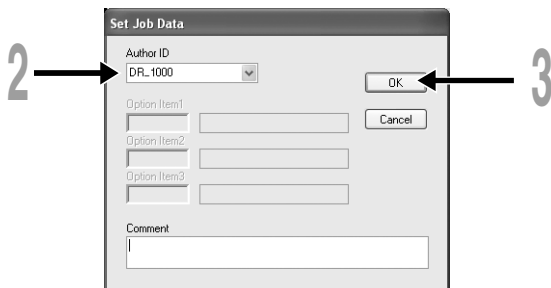 Set Job Data
Author ID
2
DR_1000
OK
3
Option Item1
Cancel
Option Item2
Option Item3
Comment